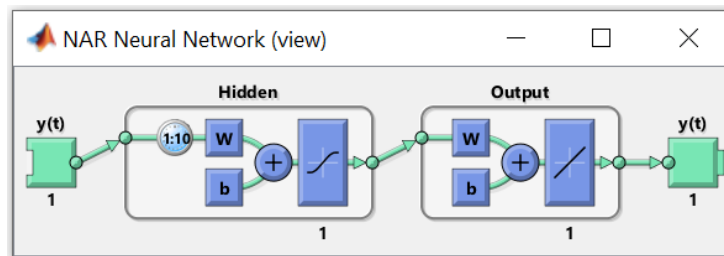 NAR Neural Network (view)
Hidden
Output
y(t)
1:10
W
b
1
W
b
1
y(t)
1
1